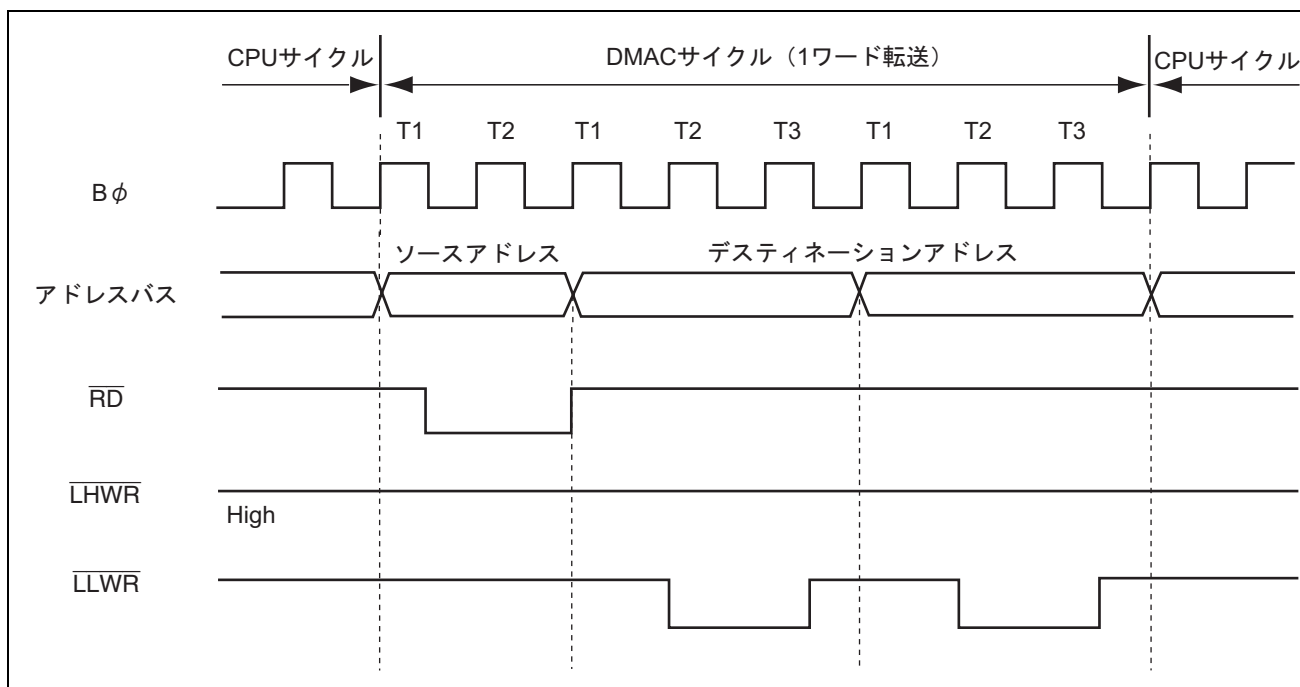 CPUサイクル DMACサイクル（1ワード転送） CPUサイクル
T1 T2 T1 T2 T3 T1 T2 T3
Bφ
ソースアドレス デスティネーションアドレス
アドレスバス
RD
LHWR
High
LLWR